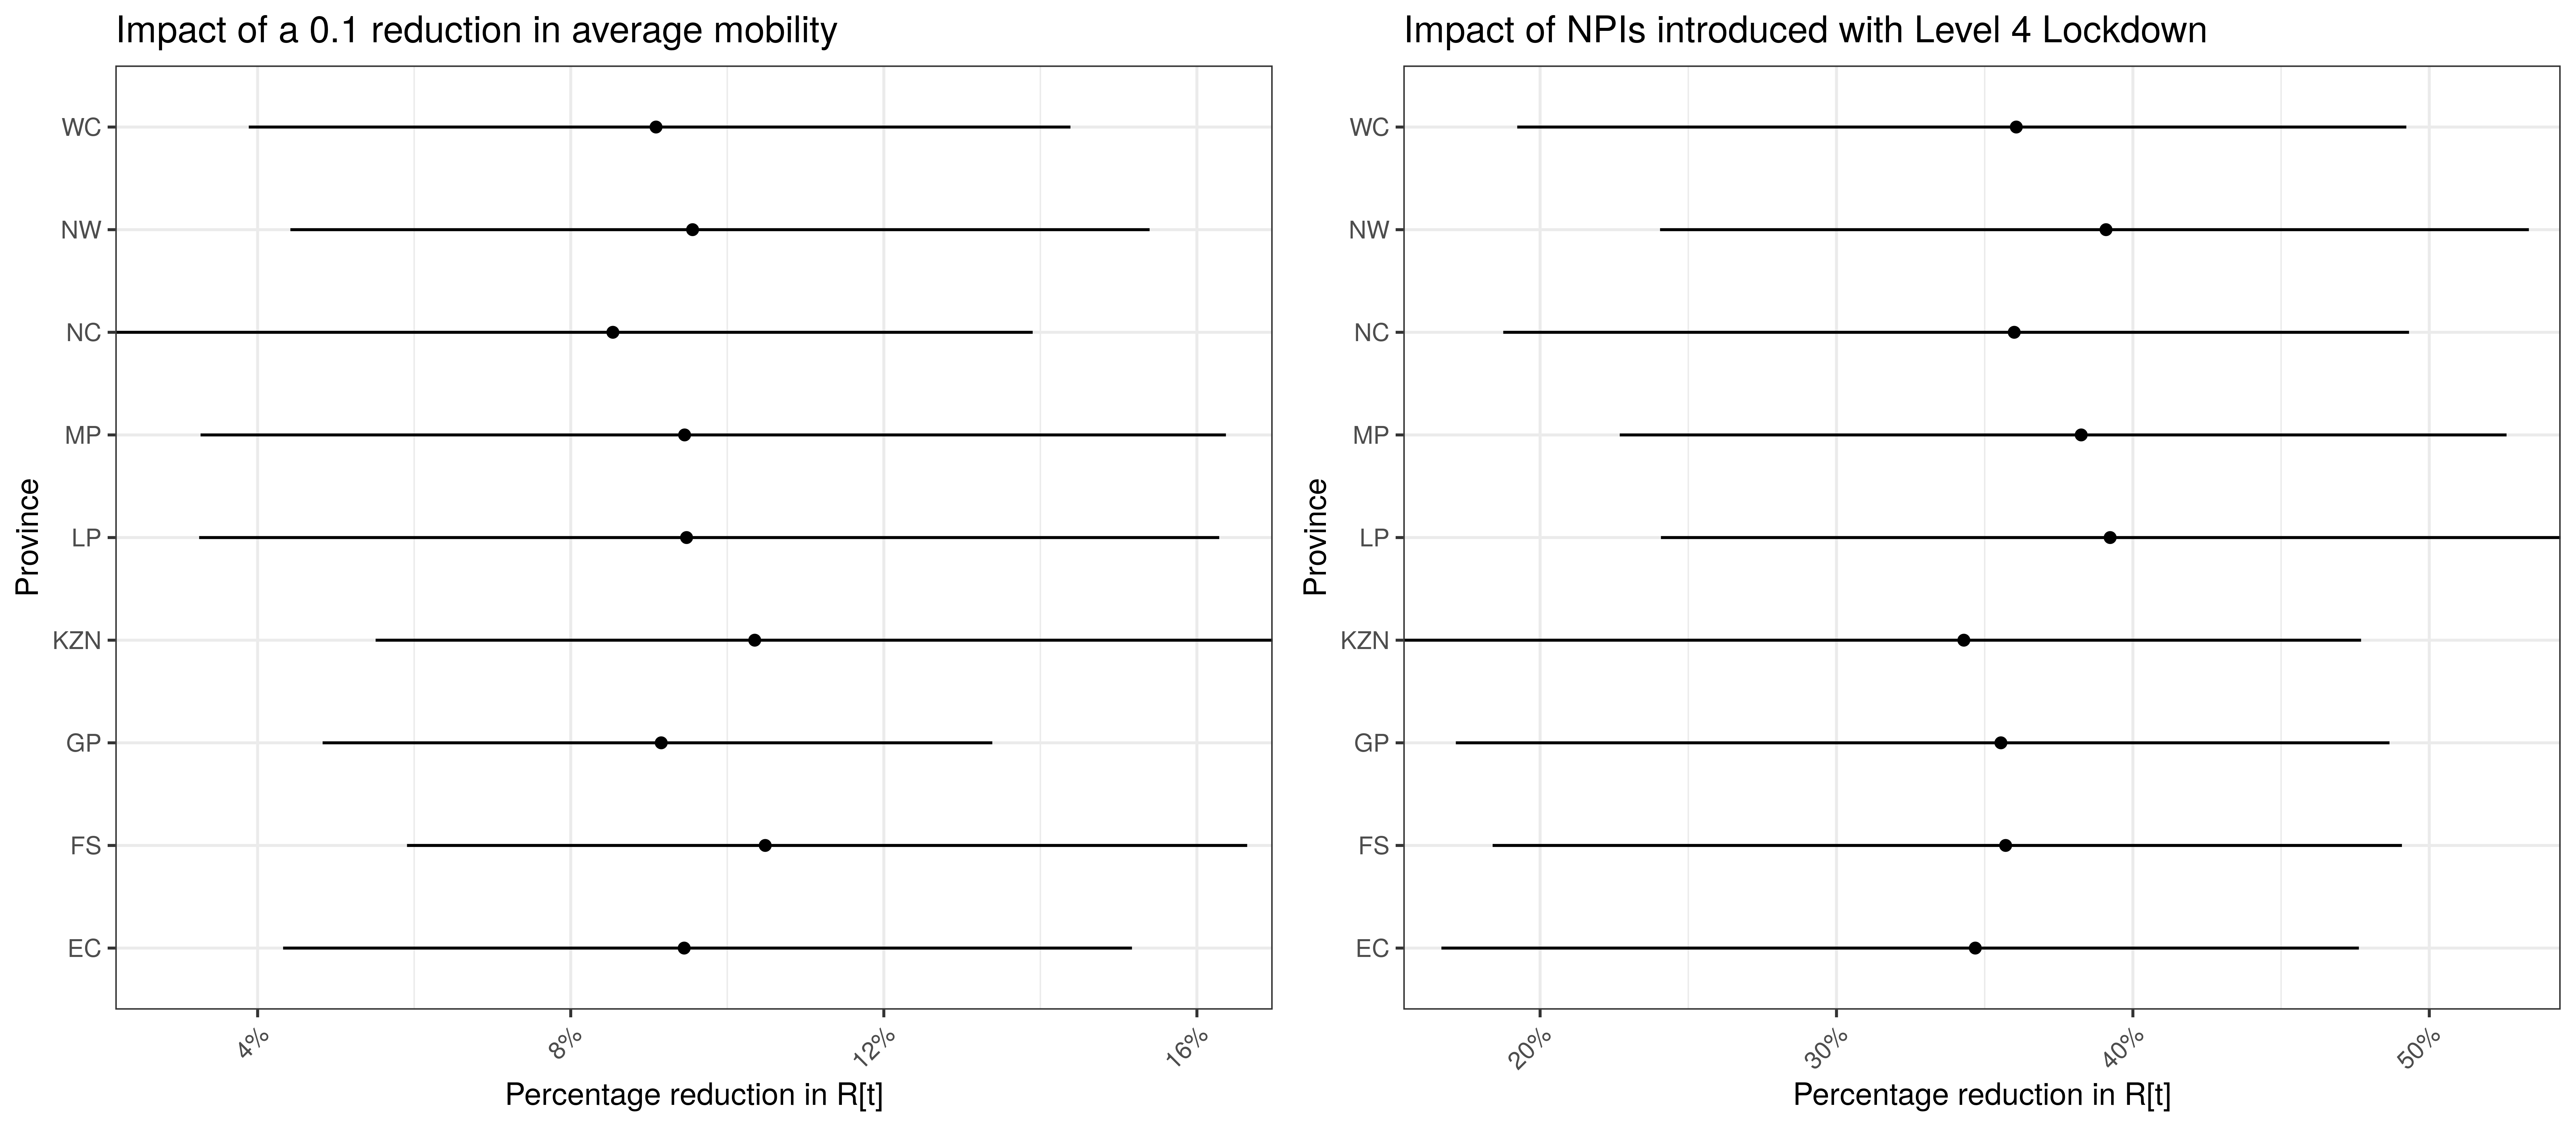 Impact of a 0.1 reduction in average mobility
Province
WC
NW
NC
MP
LP
KZN
GP
FS
EC
4%
8%
12%
16%
Percentage reduction in R[t]
Impact of NPIs introduced with Level 4 Lockdown
Province
WC
NW
NC
MP
LP
KZN
GP
FS
EC
20%
30%
40%
50%
Percentage reduction in R[t]